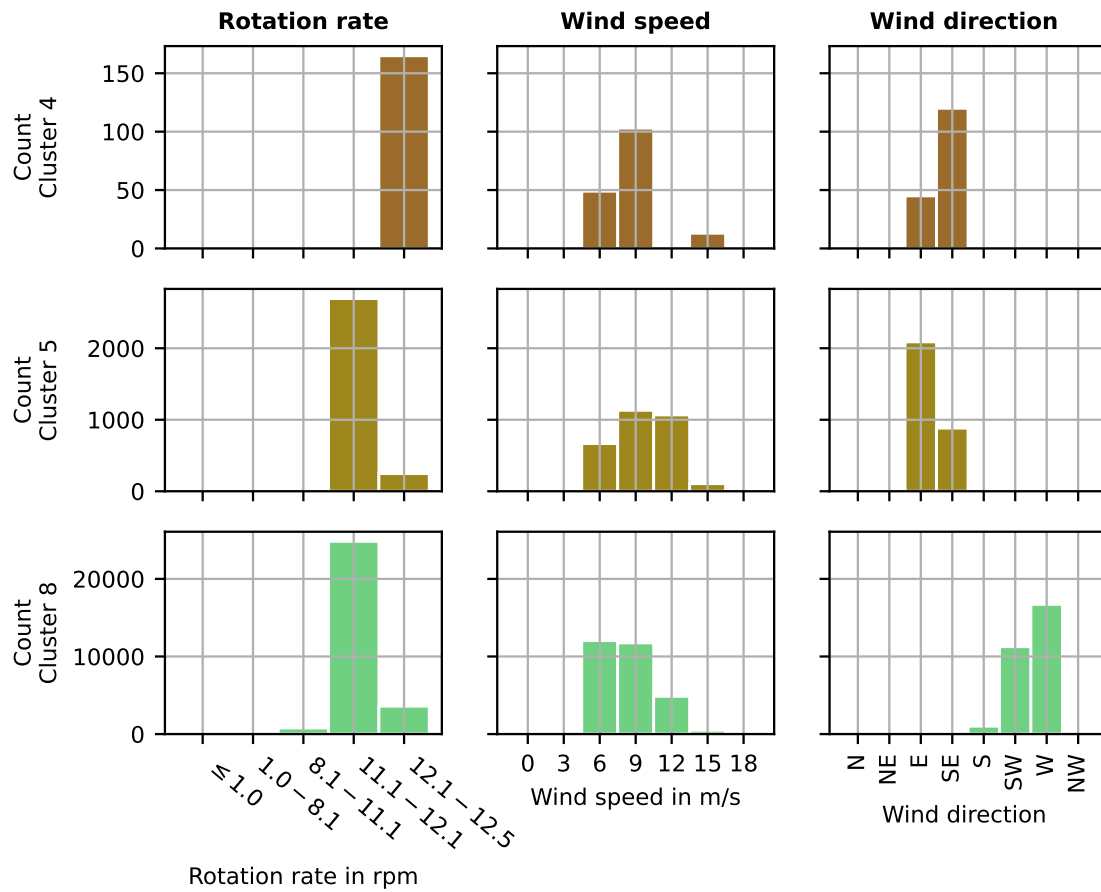 Rotation rate
Wind speed
Wind direction
Count
Cluster 4
150
100
50
0
Count
Cluster 5
2000
1000
0
Count
Cluster 8
20000
10000
0
≤ 1.0
1.0 − 8.1
8.1 − 11.1
11.1 − 12.1
12.1 − 12.5
Rotation rate in rpm
0 3 6 9 12 15 18
Wind speed in m/s
N NE E SE S SW W NW
Wind direction